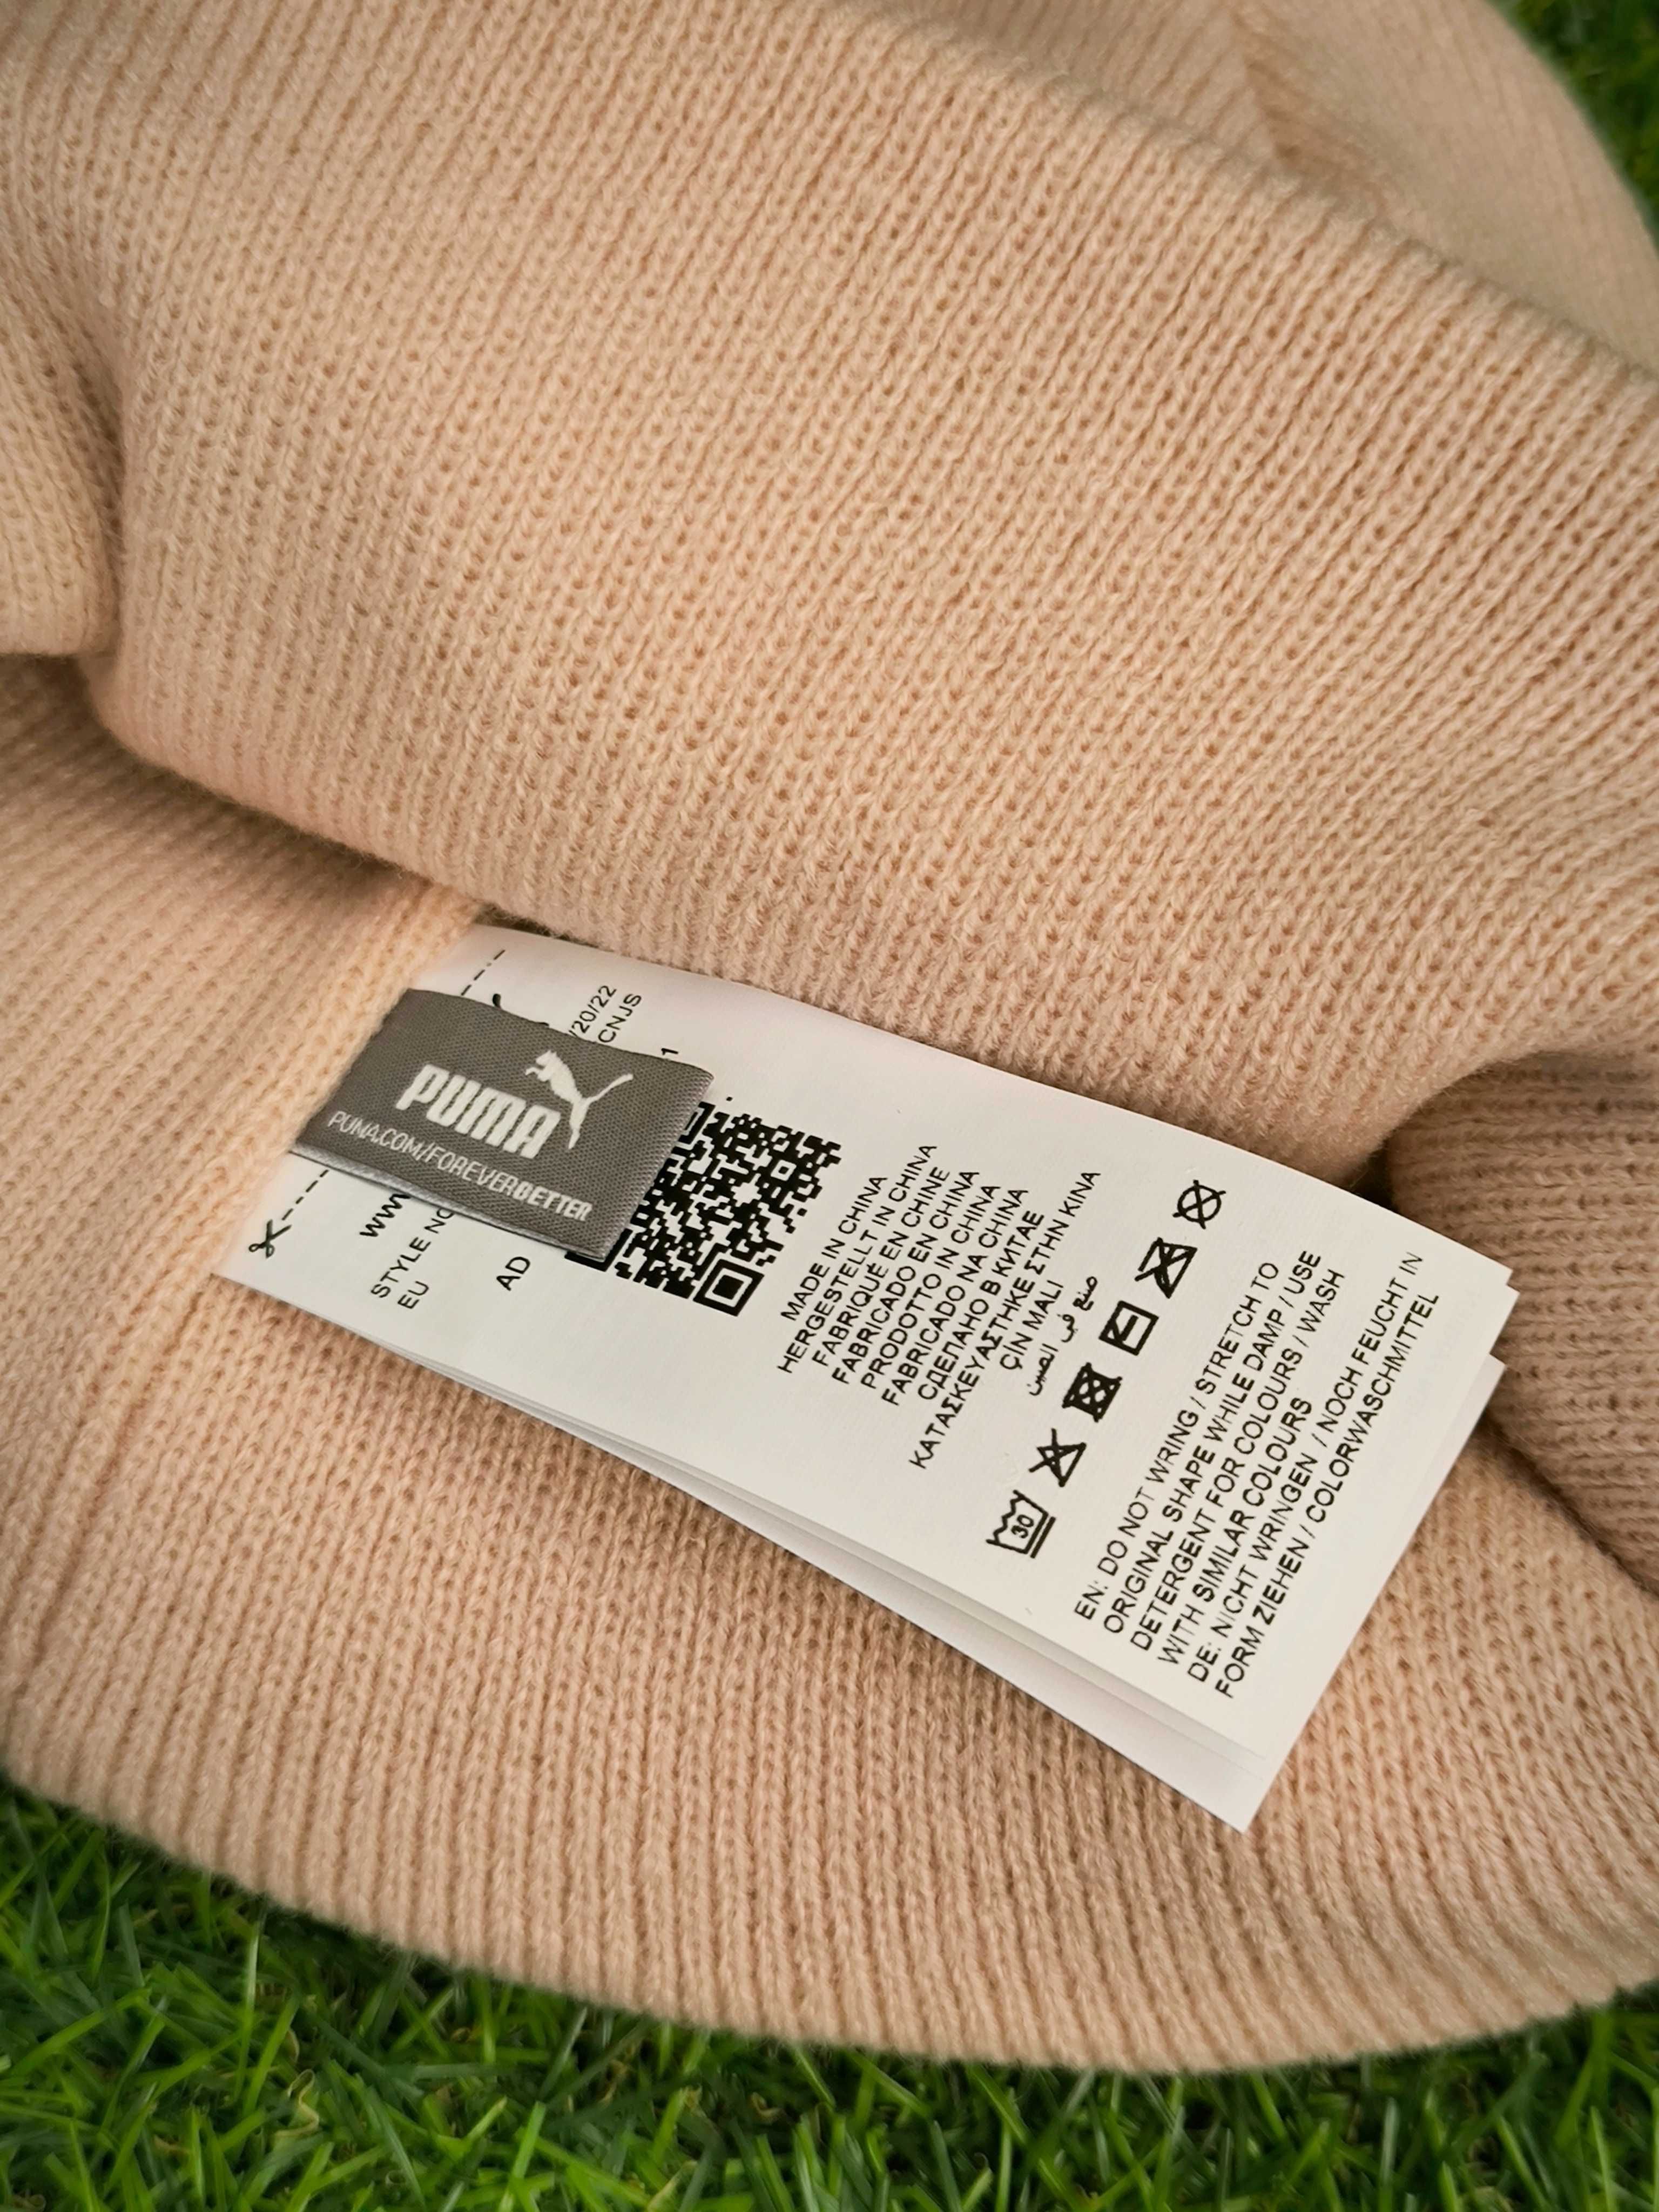 PUMA
PUMA.COM/FOREVERBETTER
/20/22
CNJS
1
WWW
STYLE NO
EU
AD
MADE IN CHINA
HERGESTELLT IN CHINA
FABRIQUÉ EN CHINE
FABRICADO EN CHINA
PRODOTTO IN CHINA
FABRICADO NA CHINA
СДЕЛАНО В КИТАЕ
ΚΑΤΑΣΚΕΥΑΣΤΗΚΕ ΣΤΗΝ ΚΙΝΑ
ÇİN MALI
صنع في الصين
30
EN: DO NOT WRING / STRETCH TO
ORIGINAL SHAPE WHILE DAMP / USE
DETERGENT FOR COLOURS / WASH
WITH SIMILAR COLOURS
DE: NICHT WRINGEN / NOCH FEUCHT IN
FORM ZIEHEN / COLORWASCHMITTEL